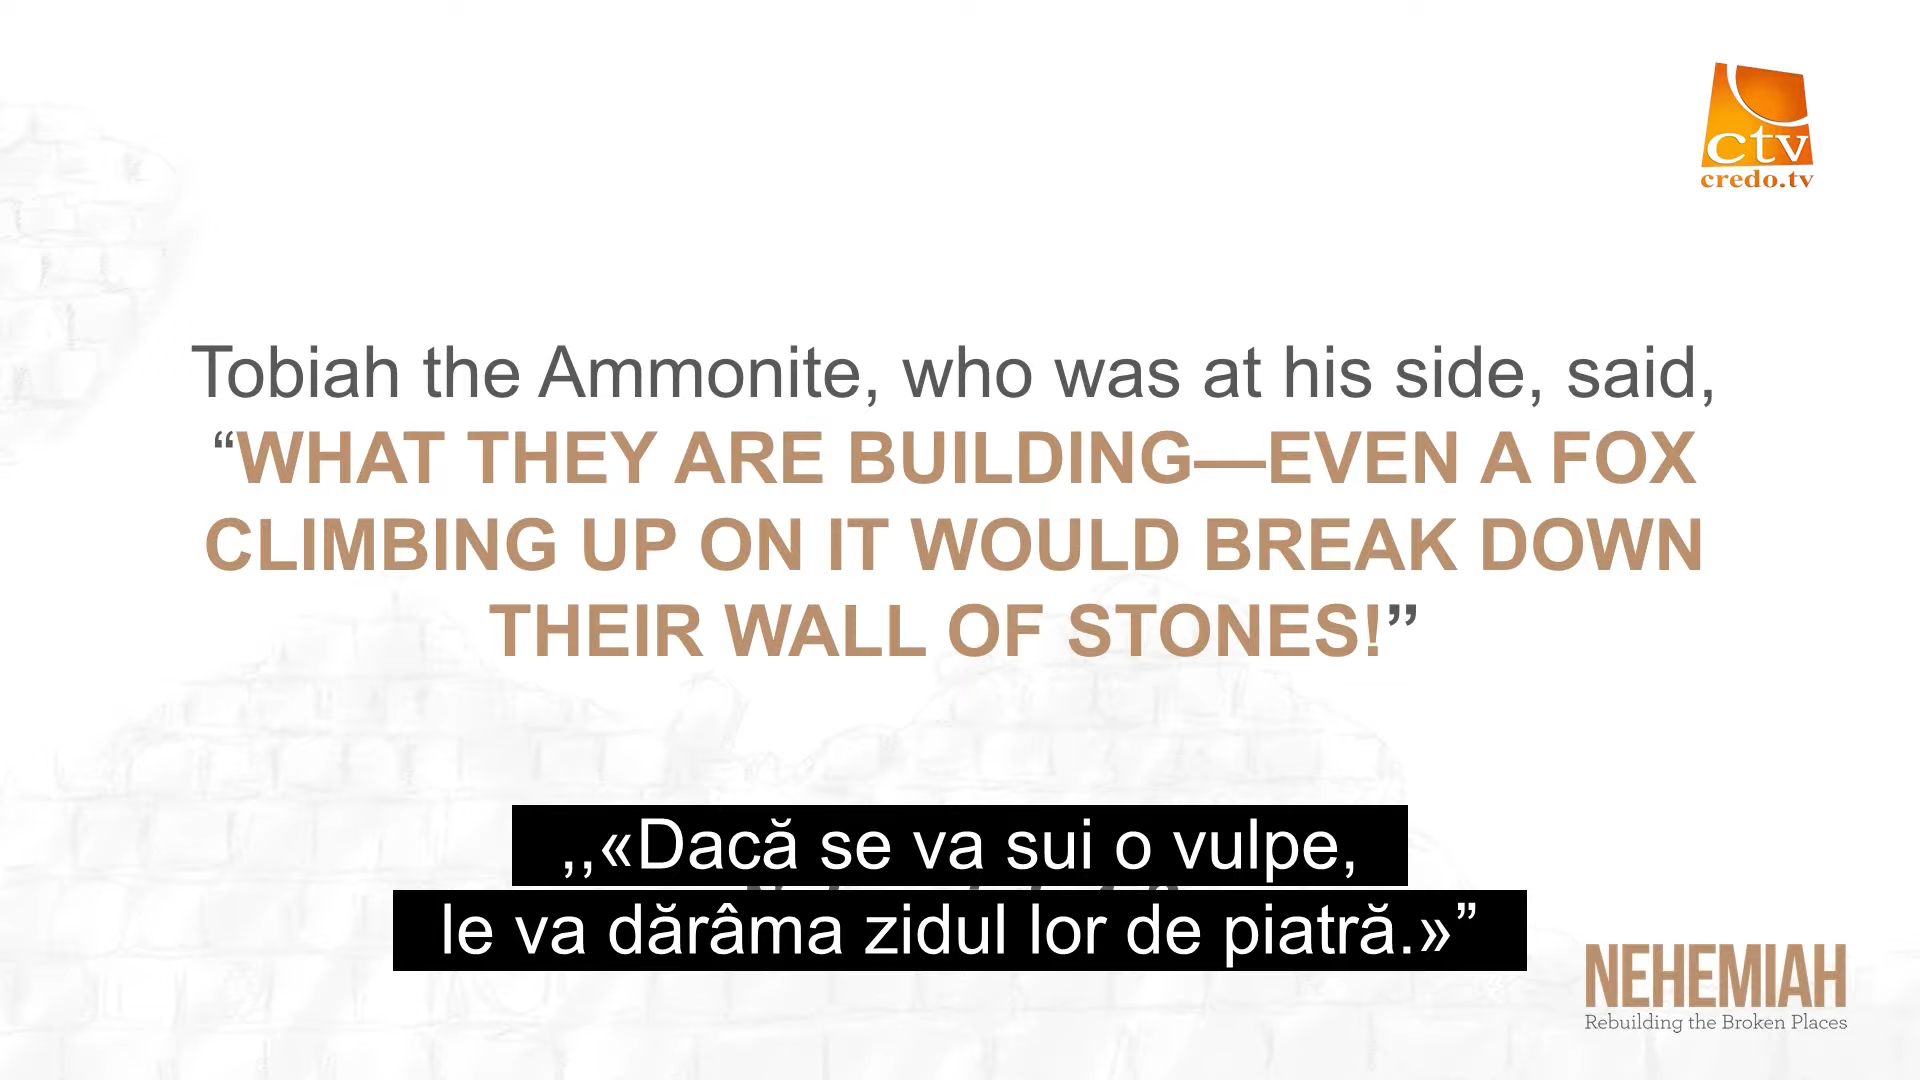 ctv
credo.tv
Tobiah the Ammonite, who was at his side, said,
“WHAT THEY ARE BUILDING—EVEN A FOX
CLIMBING UP ON IT WOULD BREAK DOWN
THEIR WALL OF STONES!”
,,«Dacă se va sui o vulpe,
le va dărâma zidul lor de piatră.»”
NEHEMIAH
Rebuilding the Broken Places